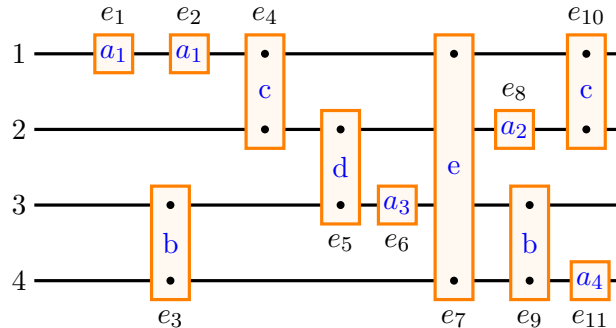 e₁ e₂ e₄ e₁₀
1 a₁ a₁ c e c
e₈
2 a₂
d
3 a₃
b e₅ e₆ b
4 a₄
e₃ e₇ e₉ e₁₁